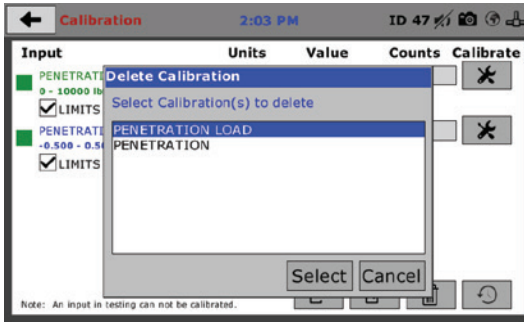 Calibration 2:03 PM ID 47
Input Units Value Counts Calibrate
PENETRATI
0 - 10000 lb
LIMITS
PENETRATI
-0.500 - 0.50
LIMITS
Delete Calibration
Select Calibration(s) to delete
PENETRATION LOAD
PENETRATION
Select Cancel
Note: An input in testing can not be calibrated.